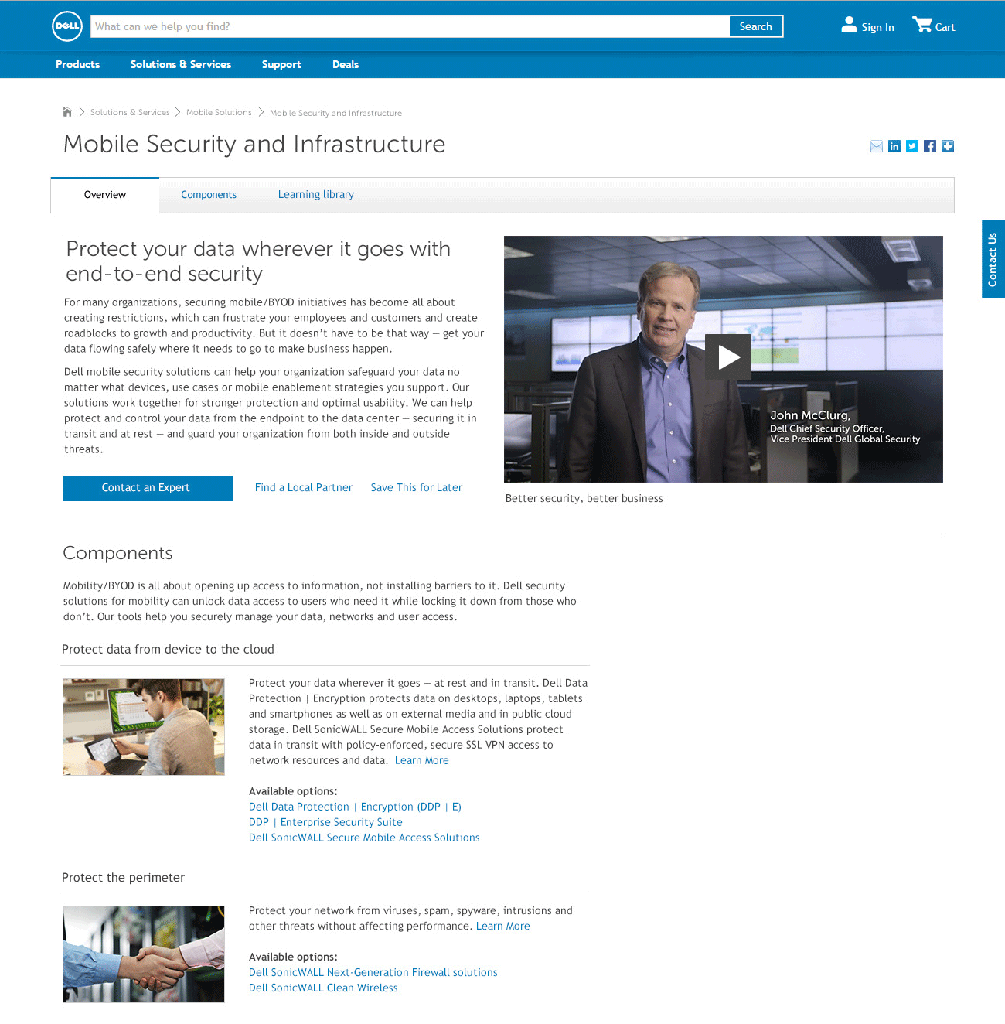 DELL
What can we help you find?
Search
Sign In
Cart
Products
Solutions & Services
Support
Deals
Solutions & Services
Mobile Solutions
Mobile Security and Infrastructure
Mobile Security and Infrastructure
Overview
Components
Learning library
Contact Us
Protect your data wherever it goes with
end-to-end security
For many organizations, securing mobile/BYOD initiatives has become all about
creating restrictions, which can frustrate your employees and customers and create
roadblocks to growth and productivity. But it doesn't have to be that way — get your
data flowing safely where it needs to go to make business happen.
Dell mobile security solutions can help your organization safeguard your data no
matter what devices, use cases or mobile enablement strategies you support. Our
solutions work together for stronger protection and optimal usability. We can help
protect and control your data from the endpoint to the data center — securing it in
transit and at rest — and guard your organization from both inside and outside
threats.
Contact an Expert
Find a Local Partner
Save This for Later
John McClurg,
Dell Chief Security Officer,
Vice President Dell Global Security
Better security, better business
Components
Mobility/BYOD is all about opening up access to information, not installing barriers to it. Dell security
solutions for mobility can unlock data access to users who need it while locking it down from those who
don't. Our tools help you securely manage your data, networks and user access.
Protect data from device to the cloud
Protect your data wherever it goes — at rest and in transit. Dell Data
Protection | Encryption protects data on desktops, laptops, tablets
and smartphones as well as on external media and in public cloud
storage. Dell SonicWALL Secure Mobile Access Solutions protect
data in transit with policy-enforced, secure SSL VPN access to
network resources and data. Learn More
Available options:
Dell Data Protection | Encryption (DDP | E)
DDP | Enterprise Security Suite
Dell SonicWALL Secure Mobile Access Solutions
Protect the perimeter
Protect your network from viruses, spam, spyware, intrusions and
other threats without affecting performance. Learn More
Available options:
Dell SonicWALL Next-Generation Firewall solutions
Dell SonicWALL Clean Wireless